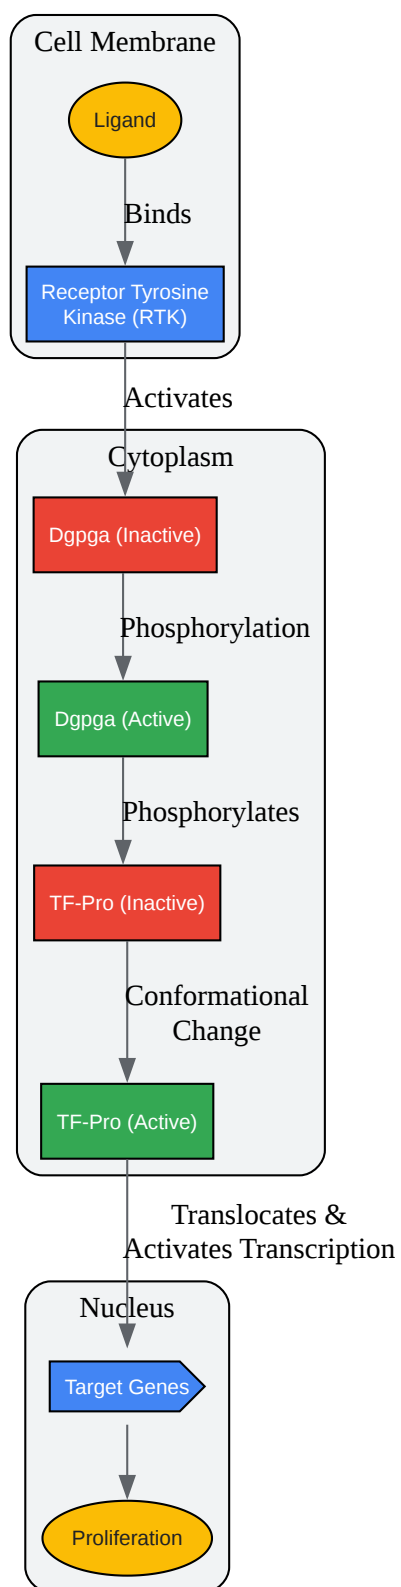 Cell Membrane
Ligand
Binds
Receptor Tyrosine
Kinase (RTK)
Activates
Cytoplasm
Dgpga (Inactive)
Phosphorylation
Dgpga (Active)
Phosphorylates
TF-Pro (Inactive)
Conformational
Change
TF-Pro (Active)
Translocates &
Activates Transcription
Nucleus
Target Genes
Proliferation